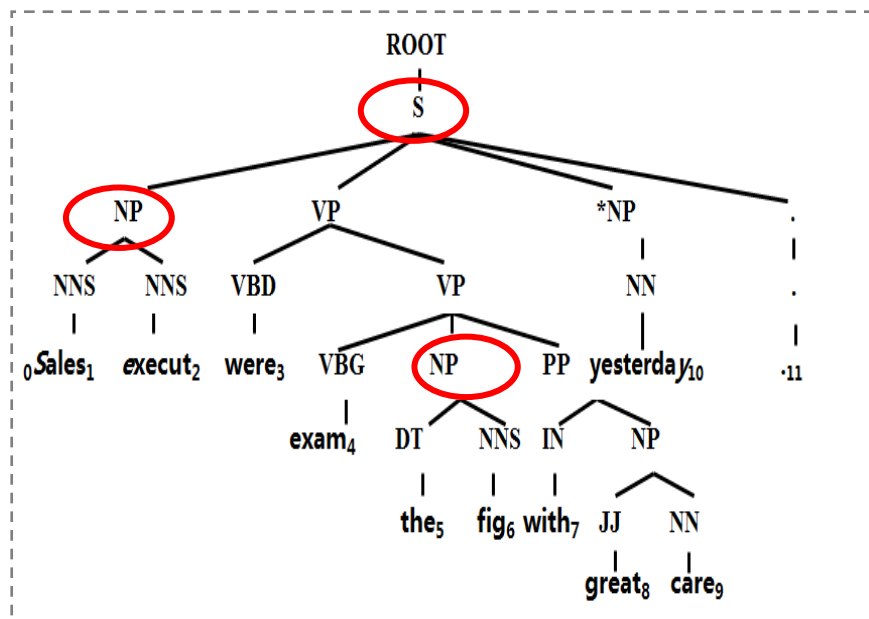 ROOT
S
NP VP *NP .
NNS NNS VBD VP NN .
0Sales1 execut2 were3 VBG NP PP yesterday10 .11
exam4 DT NNS IN NP
the5 fig6 with7 JJ NN
great8 care9